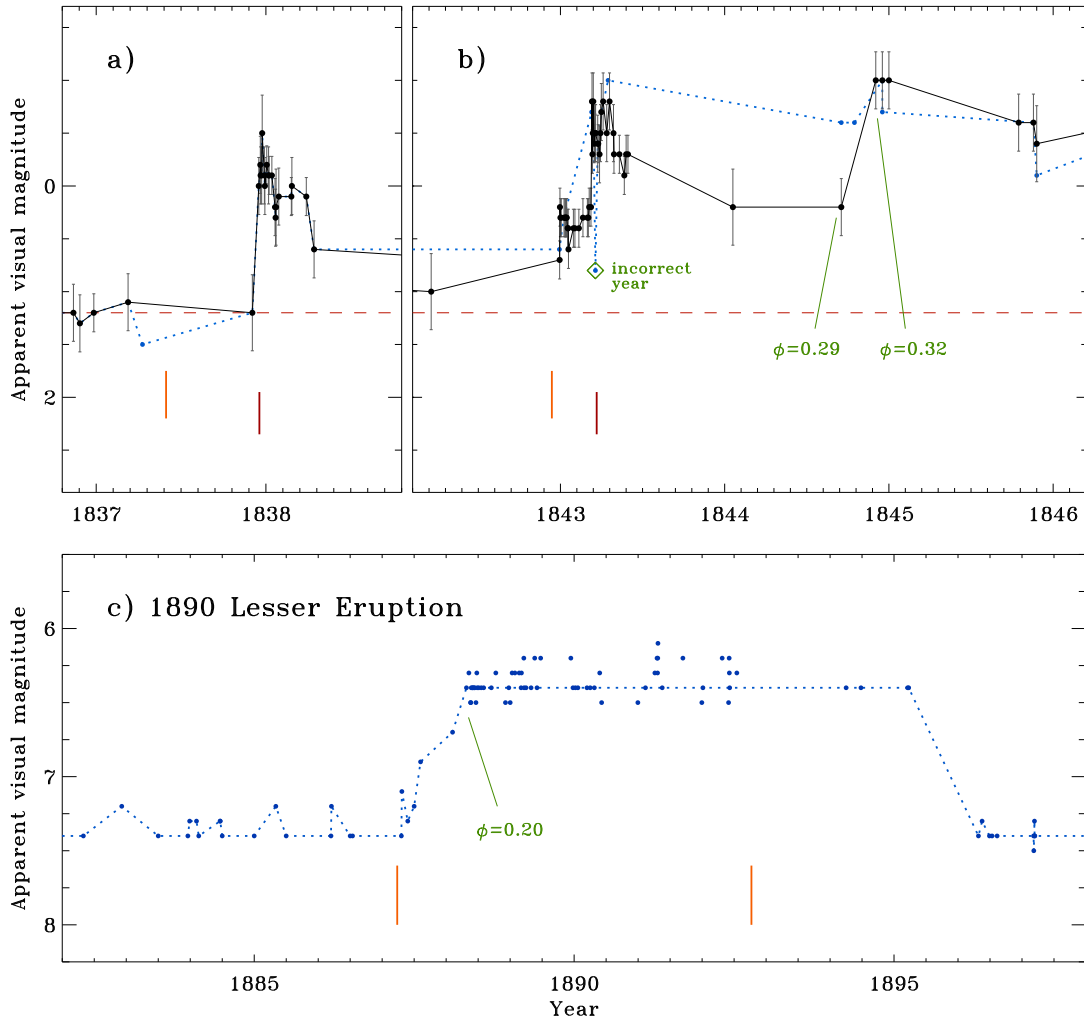 a)
b)
Apparent visual magnitude
0
2
incorrect
year
ϕ=0.29
ϕ=0.32
1837
1838
1843
1844
1845
1846
c) 1890 Lesser Eruption
Apparent visual magnitude
6
7
8
ϕ=0.20
1885
1890
1895
Year